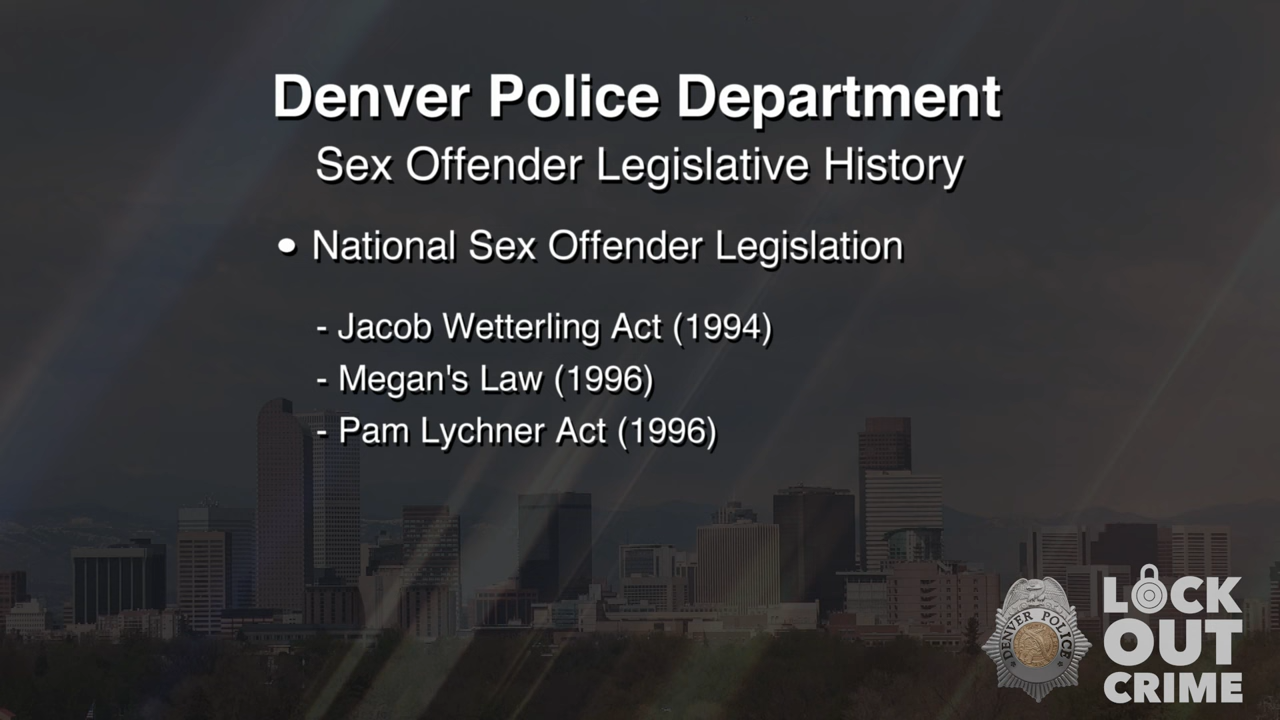 Denver Police Department
Sex Offender Legislative History
• National Sex Offender Legislation
- Jacob Wetterling Act (1994)
- Megan's Law (1996)
- Pam Lychner Act (1996)
DENVER POLICE
LOCK
OUT
CRIME